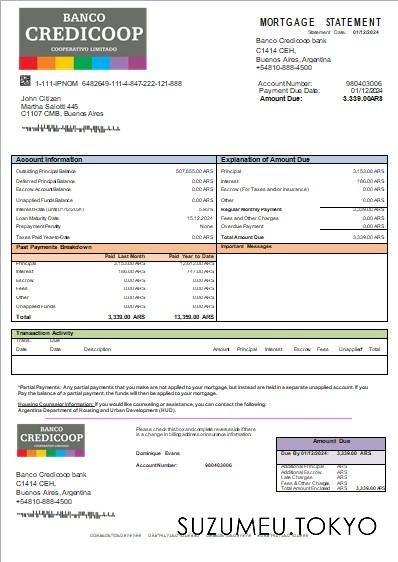 BANCO
CREDICOOP
COOPERATIVO LIMITADO
MORTGAGE STATEMENT
Statement Date: 01/12/2024
Banco Credicoop bank
C1414 CEH,
Buenos Aires, Argentina
+54810-888-4500
1-111-IPNOM 6482649-111-4-847-222-121-888
Account Number: 980403006
Payment Due Date: 01/12/2024
Amount Due: 3,339.00 ARS
John Citizen
Martha Salotti 445
C1107 CMB, Buenos Aires
Account Information
Outstanding Principal Balance 507,855.00 ARS
Deferred Principal Balance 0.00 ARS
Escrow Account Balance 0.00 ARS
Unapplied Funds Balance 0.00 ARS
Interest Rate (until 01/12/2021)
Loan Maturity Date 15.12.2024
Prepayment Penalty None
Taxes Paid Year-to-Date 0.00 ARS
Explanation of Amount Due
Principal 3,153.00 ARS
Interest 186.00 ARS
Escrow (For Taxes and/or Insurance) 0.00 ARS
Other 0.00 ARS
Regular Monthly Payment 3,339.00 ARS
Fees and Other Charges 0.00 ARS
Overdue Payment 0.00 ARS
Total Amount Due 3,339.00 ARS
Past Payments Breakdown
Paid Last Month Paid Year to Date
Principal 3,153.00 ARS 12,612.00 ARS
Interest 186.00 ARS 747.00 ARS
Escrow 0.00 ARS 0.00 ARS
Fees 0.00 ARS 0.00 ARS
Other 0.00 ARS 0.00 ARS
Unapplied Funds 0.00 ARS 0.00 ARS
Total 3,339.00 ARS 13,359.00 ARS
Important Messages
Transaction Activity
Trans. Due
Date Date Description Amount Principal Interest Escrow Fees Unapplied Total
*Partial Payments: Any partial payments that you make are not applied to your mortgage, but instead are held in a separate unapplied account. If you
Pay the balance of a partial payment, the funds will then be applied to your mortgage.
Housing Counselor Information: If you would like counseling or assistance, you can contact the following:
Argentina Department of Housing and Urban Development (HUD).
BANCO
CREDICOOP
COOPERATIVO LIMITADO
Banco Credicoop bank
C1414 CEH,
Buenos Aires, Argentina
+54810-888-4500
Please check this box and complete reverse side if there
is a change in billing address or insurance information.
Dominique Evans
Account Number: 980403006
Amount Due
Due By 01/12/2024: 3,339.00 ARS
Additional Principal ARS
Additional Escrow ARS
Late Charges ARS
Fees & Other Charges ARS
Total Amount Enclosed ARS 3,339.00 ARS
SUZUMEU.TOKYO